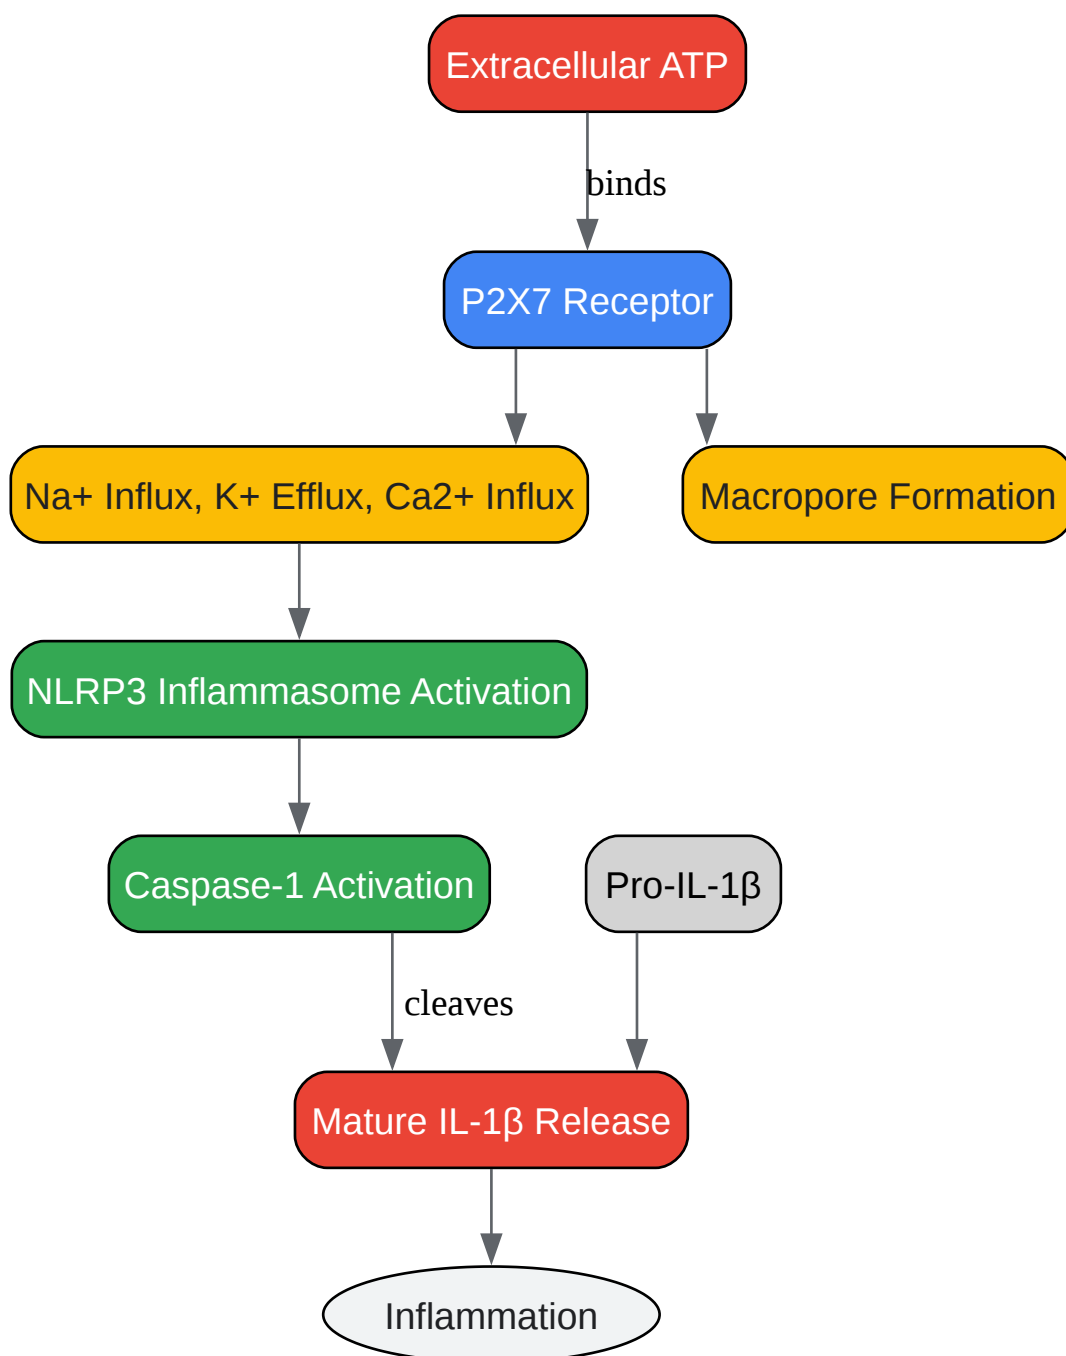 Extracellular ATP
binds
P2X7 Receptor
Na+ Influx, K+ Efflux, Ca2+ Influx
Macropore Formation
NLRP3 Inflammasome Activation
Caspase-1 Activation
Pro-IL-1β
cleaves
Mature IL-1β Release
Inflammation